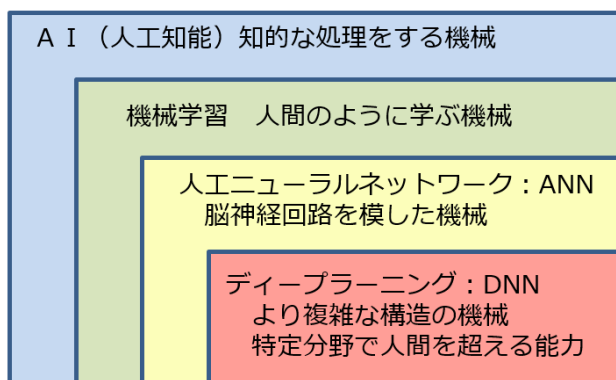 ＡＩ（人工知能）知的な処理をする機械
機械学習　人間のように学ぶ機械
人工ニューラルネットワーク：ANN
脳神経回路を模した機械
ディープラーニング：DNN
より複雑な構造の機械
特定分野で人間を超える能力